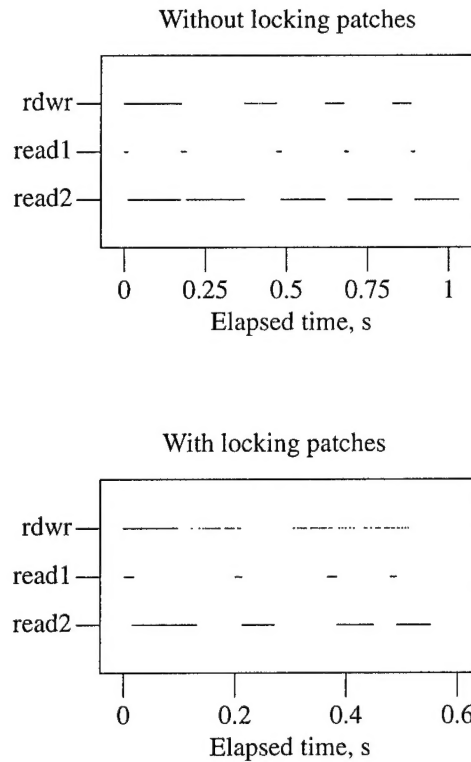 Without locking patches
rdwr
read1
read2
0 0.25 0.5 0.75 1
Elapsed time, s
With locking patches
rdwr
read1
read2
0 0.2 0.4 0.6
Elapsed time, s